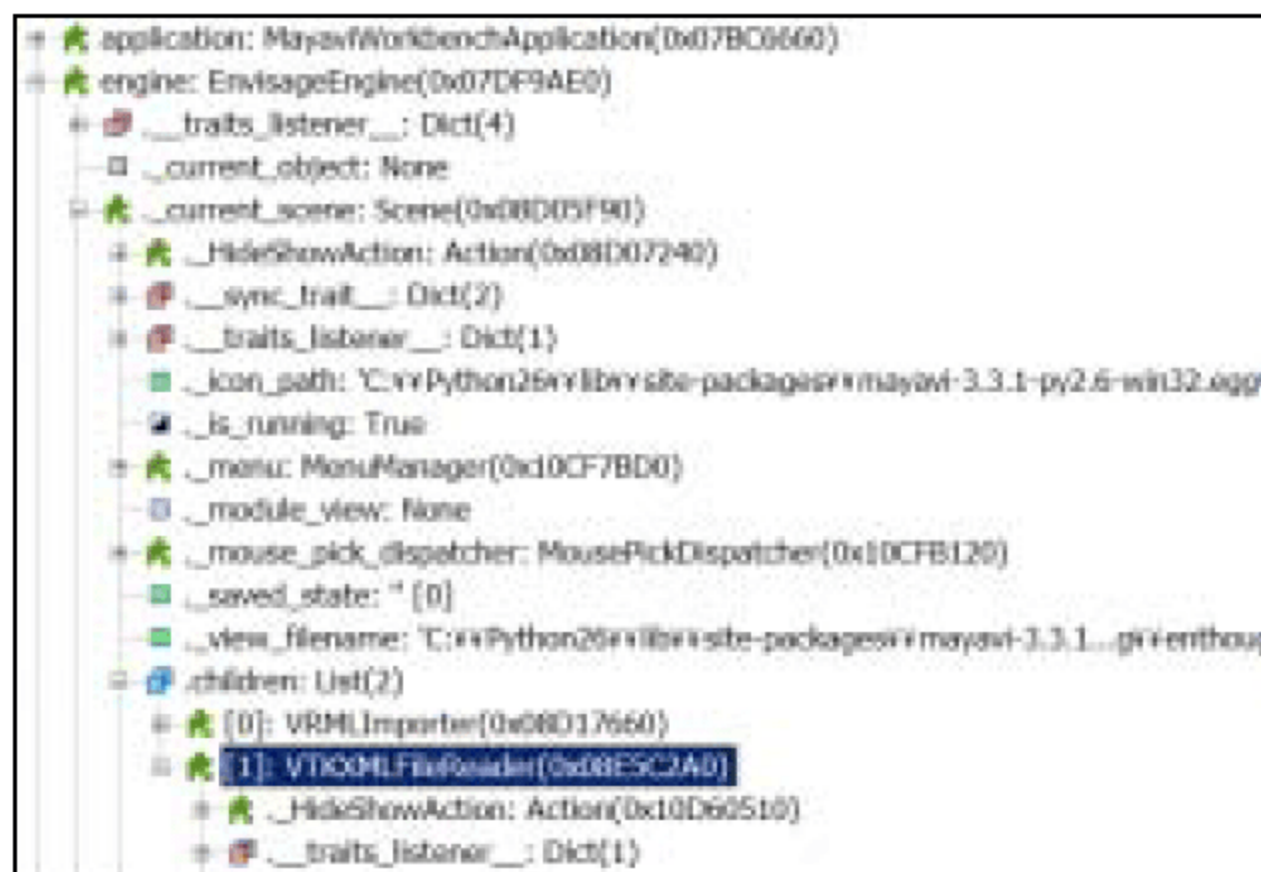 application: MayaviWorkbenchApplication(0x07BC6660)
engine: EnvisageEngine(0x07DF9AE0)
.__traits_listener__: Dict(4)
._current_object: None
._current_scene: Scene(0x08D05F90)
._HideShowAction: Action(0x08D07240)
.__sync_trait__: Dict(2)
.__traits_listener__: Dict(1)
._icon_path: 'C:¥¥Python26¥¥lib¥¥site-packages¥¥mayavi-3.3.1-py2.6-win32.egg
._is_running: True
._menu: MenuManager(0x10CF7BD0)
._module_view: None
._mouse_pick_dispatcher: MousePickDispatcher(0x10CFB120)
._saved_state: '' [0]
._view_filename: 'C:¥¥Python26¥¥lib¥¥site-packages¥¥mayavi-3.3.1...g¥¥enthoug
.children: List(2)
[0]: VRMLImporter(0x08D17660)
[1]: VTKXMLFileReader(0x08E5C2A0)
._HideShowAction: Action(0x10D60510)
.__traits_listener__: Dict(1)